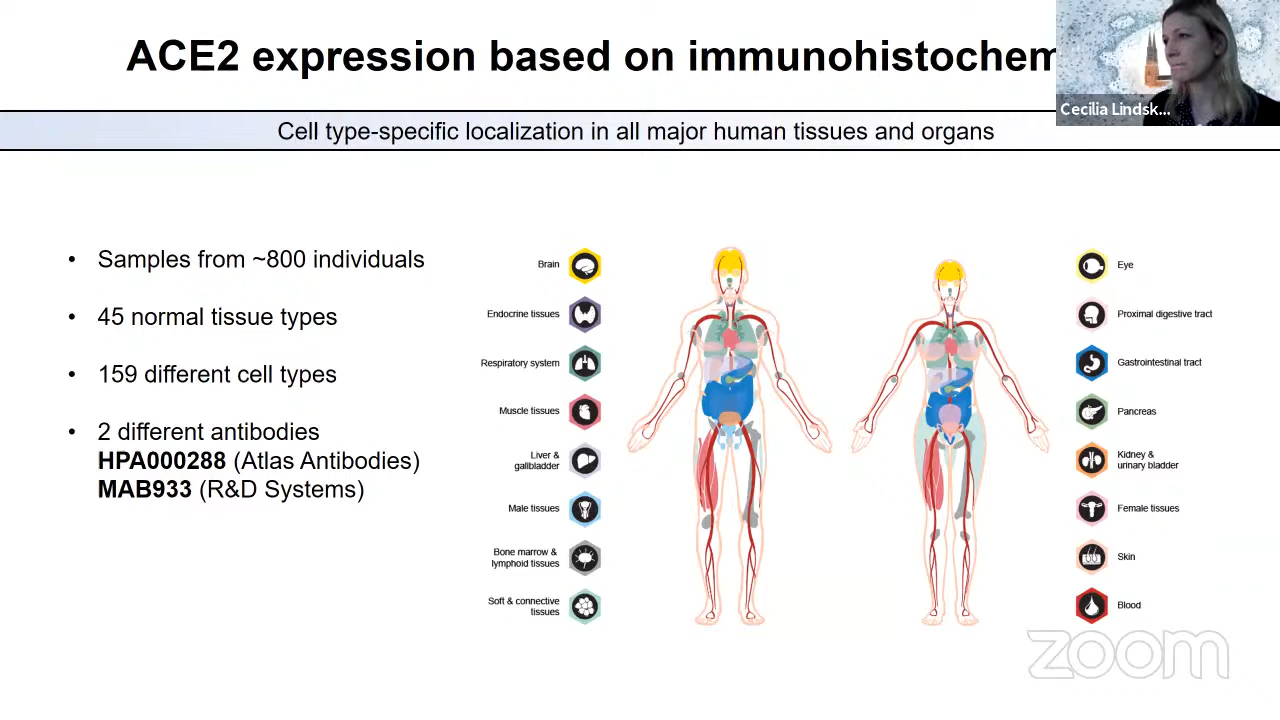 ACE2 expression based on immunohistochem
Cecilia Lindsk...
Cell type-specific localization in all major human tissues and organs
• Samples from ~800 individuals
• 45 normal tissue types
• 159 different cell types
• 2 different antibodies
HPA000288 (Atlas Antibodies)
MAB933 (R&D Systems)
Brain
Endocrine tissues
Respiratory system
Muscle tissues
Liver &
gallbladder
Male tissues
Bone marrow &
lymphoid tissues
Soft & connective
tissues
Eye
Proximal digestive tract
Gastrointestinal tract
Pancreas
Kidney &
urinary bladder
Female tissues
Skin
Blood
zoom